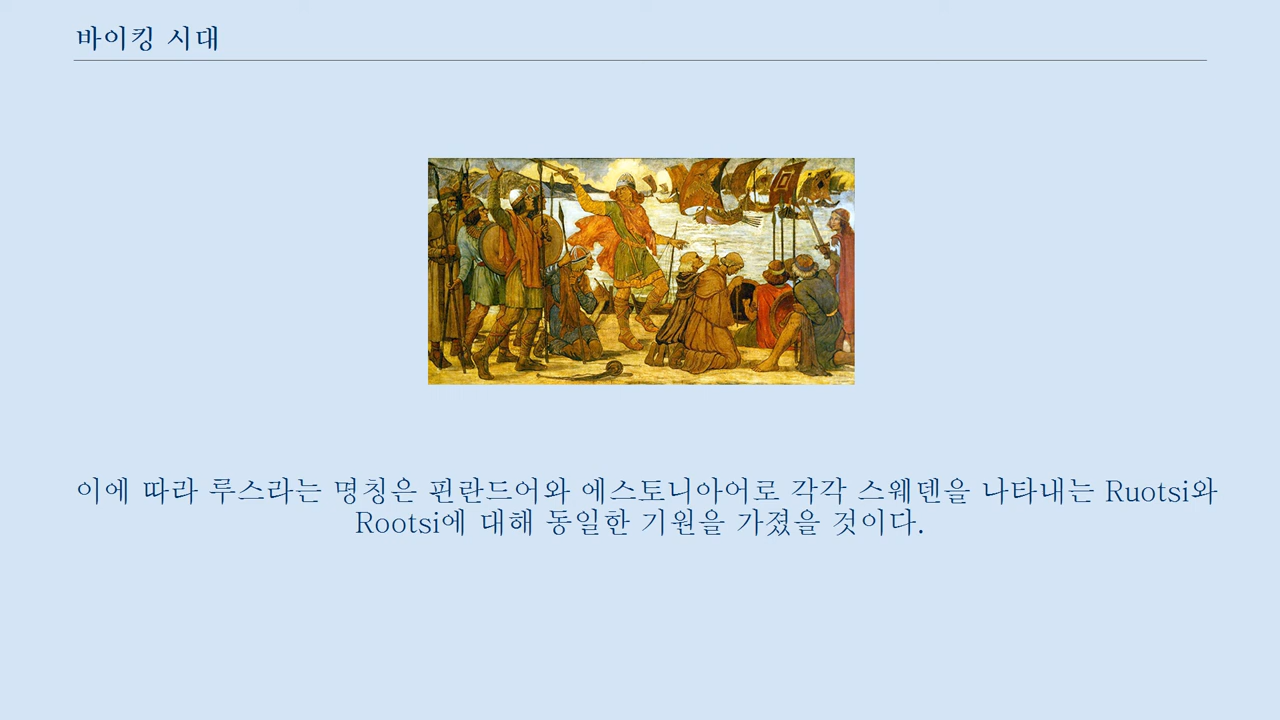 바이킹 시대
이에 따라 루스라는 명칭은 핀란드어와 에스토니아어로 각각 스웨덴을 나타내는 Ruotsi와
Rootsi에 대해 동일한 기원을 가졌을 것이다.